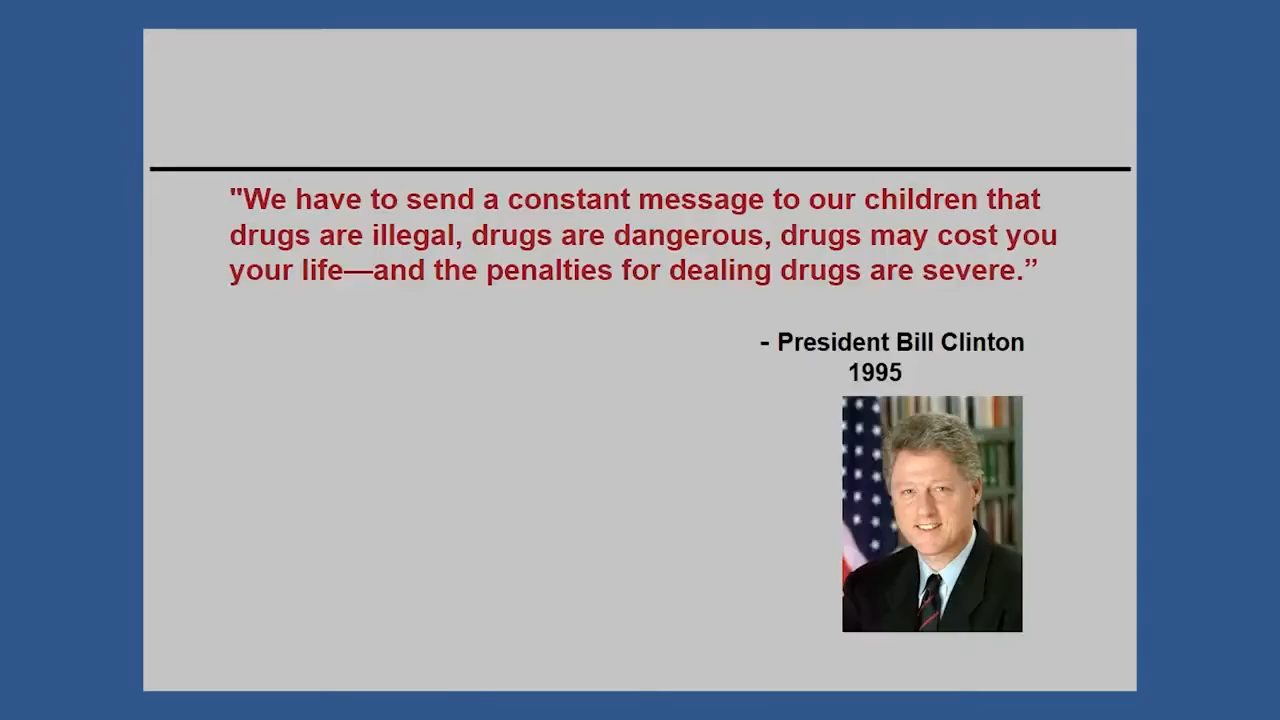 "We have to send a constant message to our children that
drugs are illegal, drugs are dangerous, drugs may cost you
your life—and the penalties for dealing drugs are severe.”
- President Bill Clinton
1995